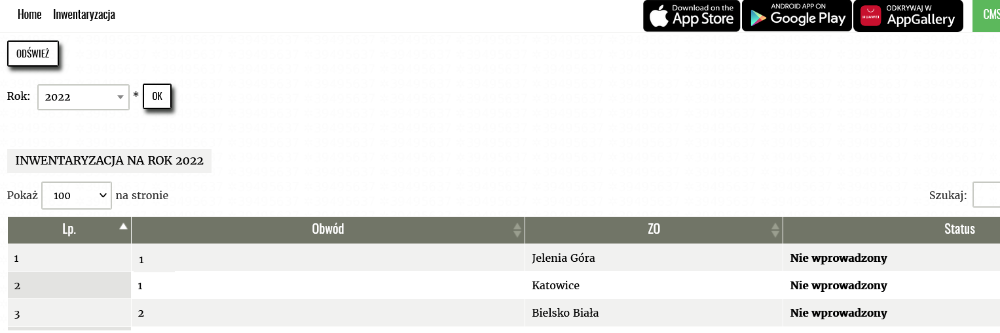 Home Inwentaryzacja Download on the App Store ANDROID APP ON Google Play HUAWEI ODKRYWAJ W AppGallery CMS
ODŚWIEŻ
Rok: 2022 * OK
INWENTARYZACJA NA ROK 2022
Pokaż 100 na stronie Szukaj:
Lp. Obwód ZO Status
1 1 Jelenia Góra Nie wprowadzony
2 1 Katowice Nie wprowadzony
3 2 Bielsko Biała Nie wprowadzony